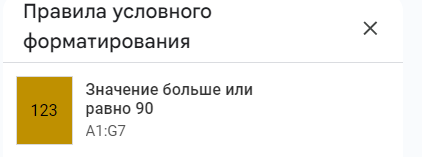 Правила условного
форматирования
123
Значение больше или
равно 90
A1:G7